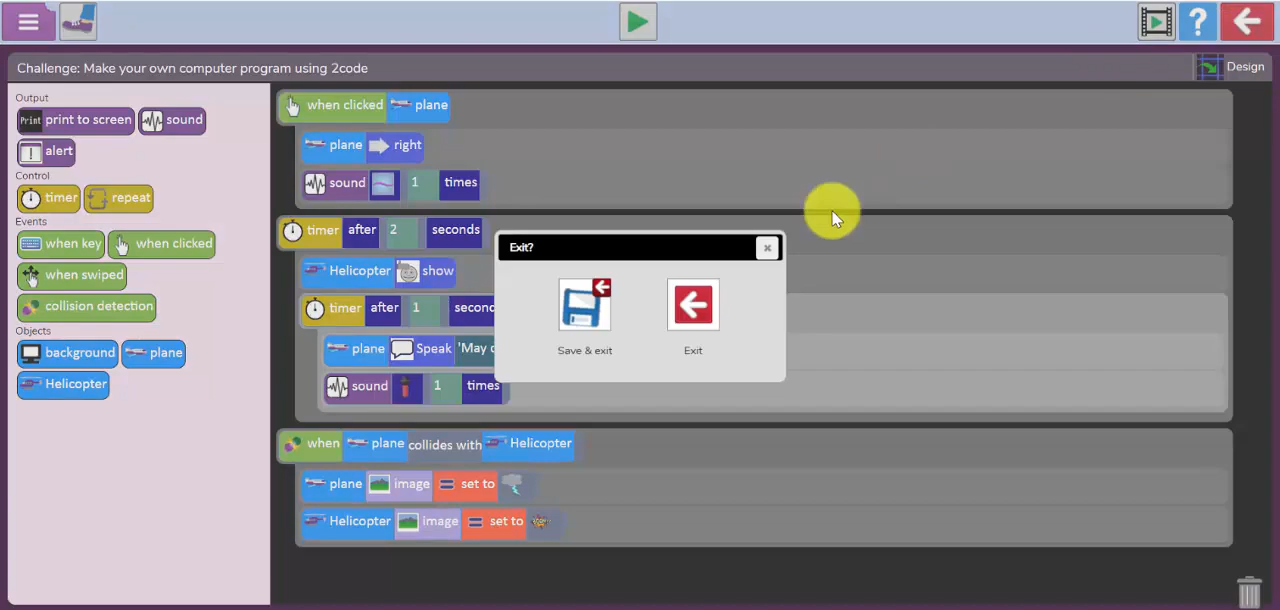 Challenge: Make your own computer program using 2code
Design
Output
Print print to screen sound
alert
Control
timer repeat
Events
when key when clicked
when swiped
collision detection
Objects
background plane
Helicopter
when clicked plane
plane right
sound 1 times
timer after 2 seconds
Helicopter show
timer after 1 second
plane Speak 'May
sound 1 times
when plane collides with Helicopter
plane image set to
Helicopter image set to
Exit?
Save & exit Exit